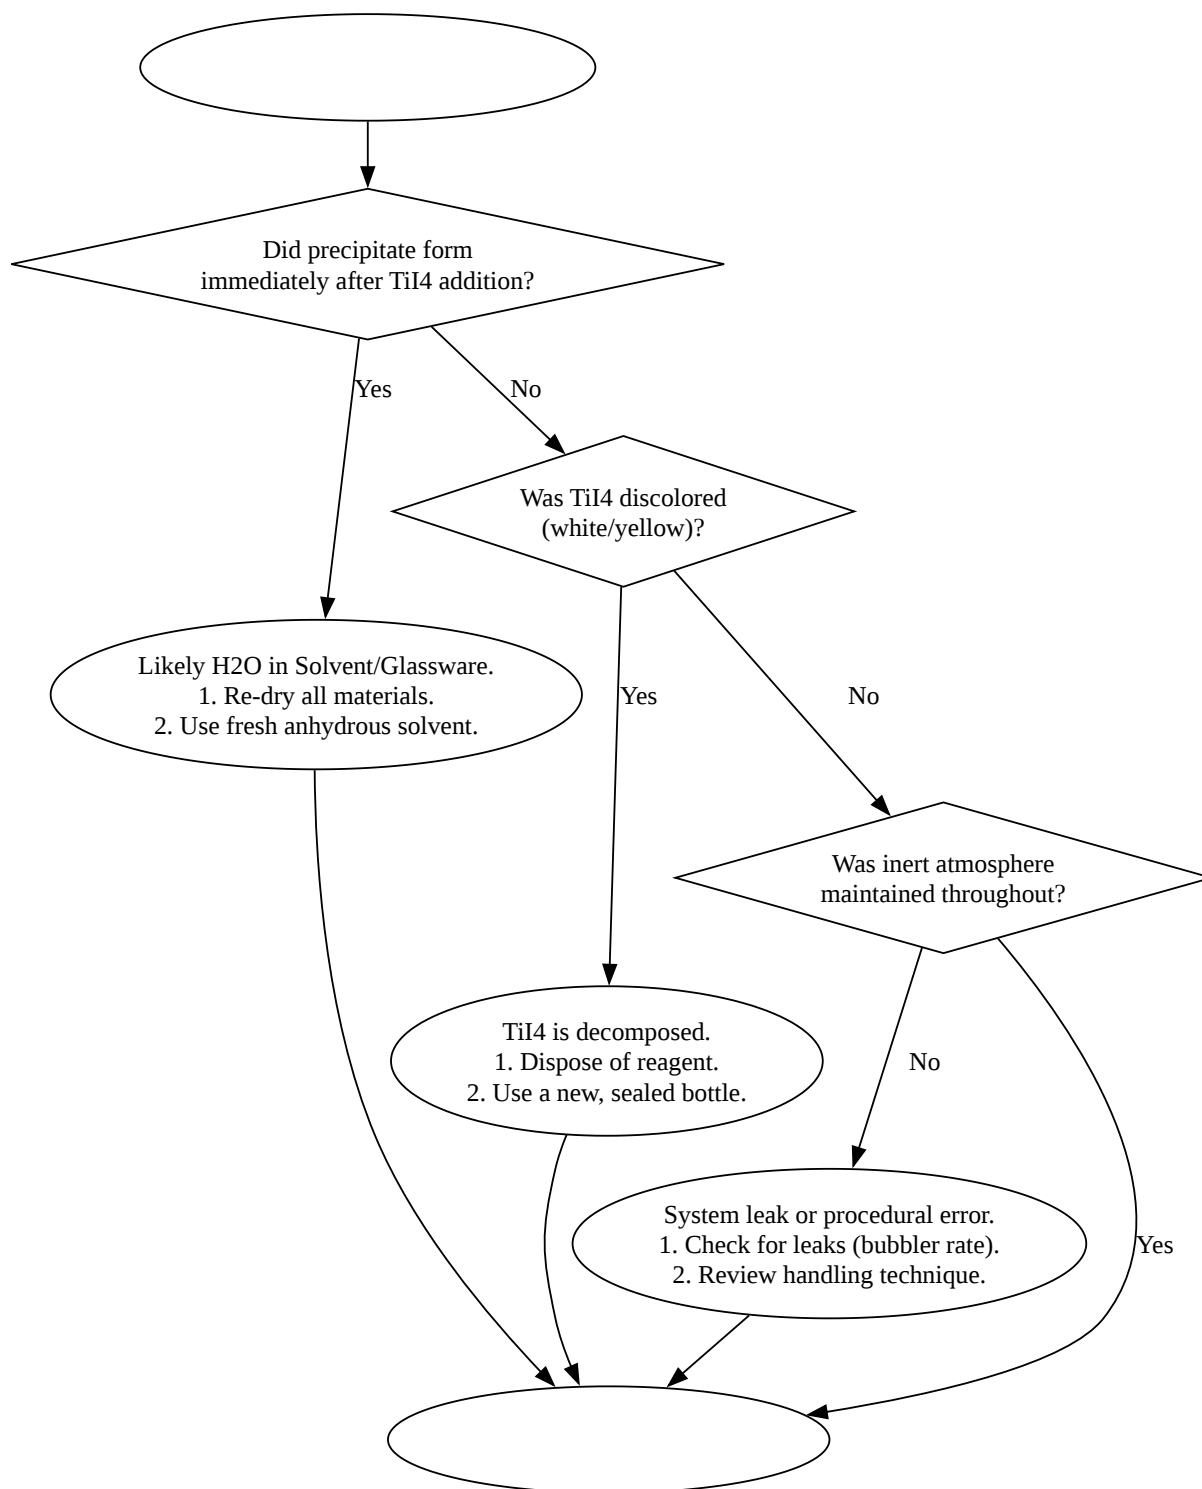 Did precipitate form
immediately after TiI4 addition?
Yes
No
Was TiI4 discolored
(white/yellow)?
Likely H2O in Solvent/Glassware.
1. Re-dry all materials.
2. Use fresh anhydrous solvent.
Yes
No
Was inert atmosphere
maintained throughout?
TiI4 is decomposed.
1. Dispose of reagent.
2. Use a new, sealed bottle.
No
System leak or procedural error.
1. Check for leaks (bubbler rate).
2. Review handling technique.
Yes